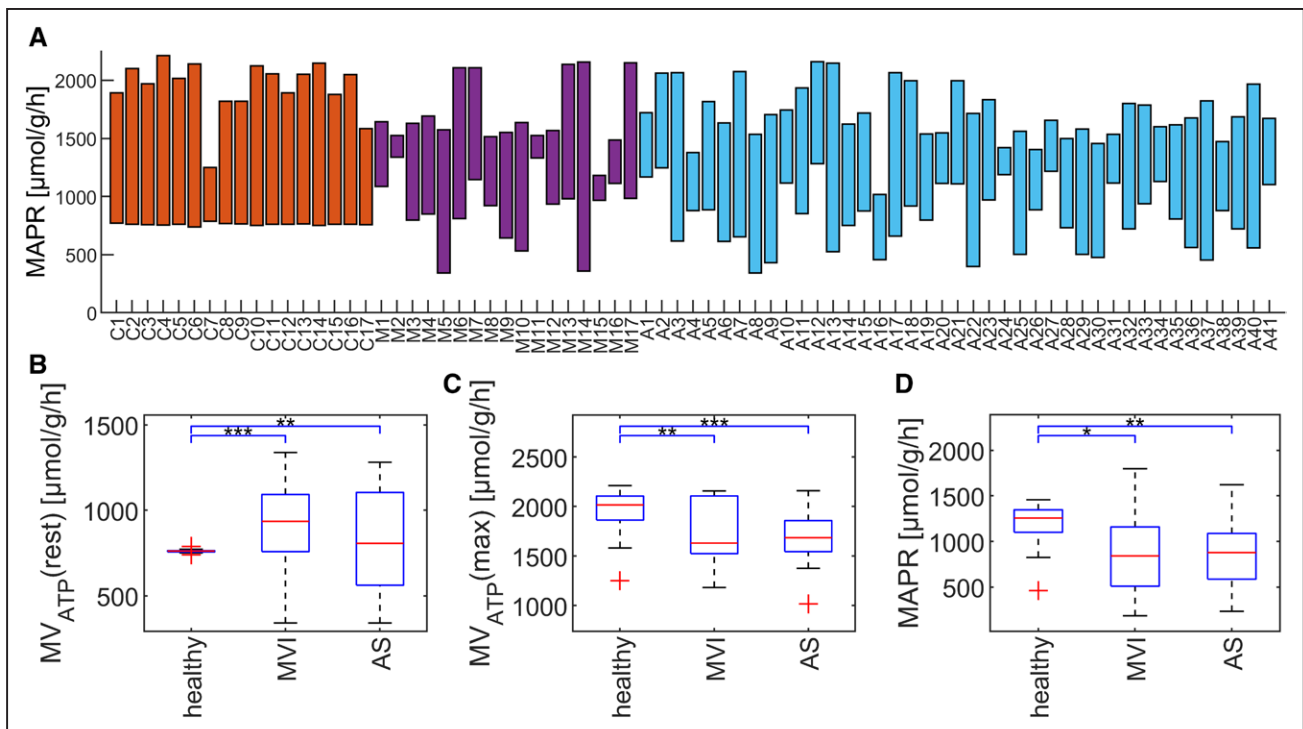 A
MAPR [µmol/g/h]
2000
1500
1000
500
0
C1 C2 C3 C4 C5 C6 C7 C8 C9 C10 C11 C12 C13 C14 C15 C16 C17 M1 M2 M3 M4 M5 M6 M7 M8 M9 M10 M11 M12 M13 M14 M15 M16 M17 A1 A2 A3 A4 A5 A6 A7 A8 A9 A10 A11 A12 A13 A14 A15 A16 A17 A18 A19 A20 A21 A22 A23 A24 A25 A26 A27 A28 A29 A30 A31 A32 A33 A34 A35 A36 A37 A38 A39 A40 A41
B
MV_ATP(rest) [µmol/g/h]
1500
1000
500
**
***
healthy MVI AS
C
MV_ATP(max) [µmol/g/h]
2500
2000
1500
1000
***
**
healthy MVI AS
D
MAPR [µmol/g/h]
2000
1500
1000
500
**
*
healthy MVI AS